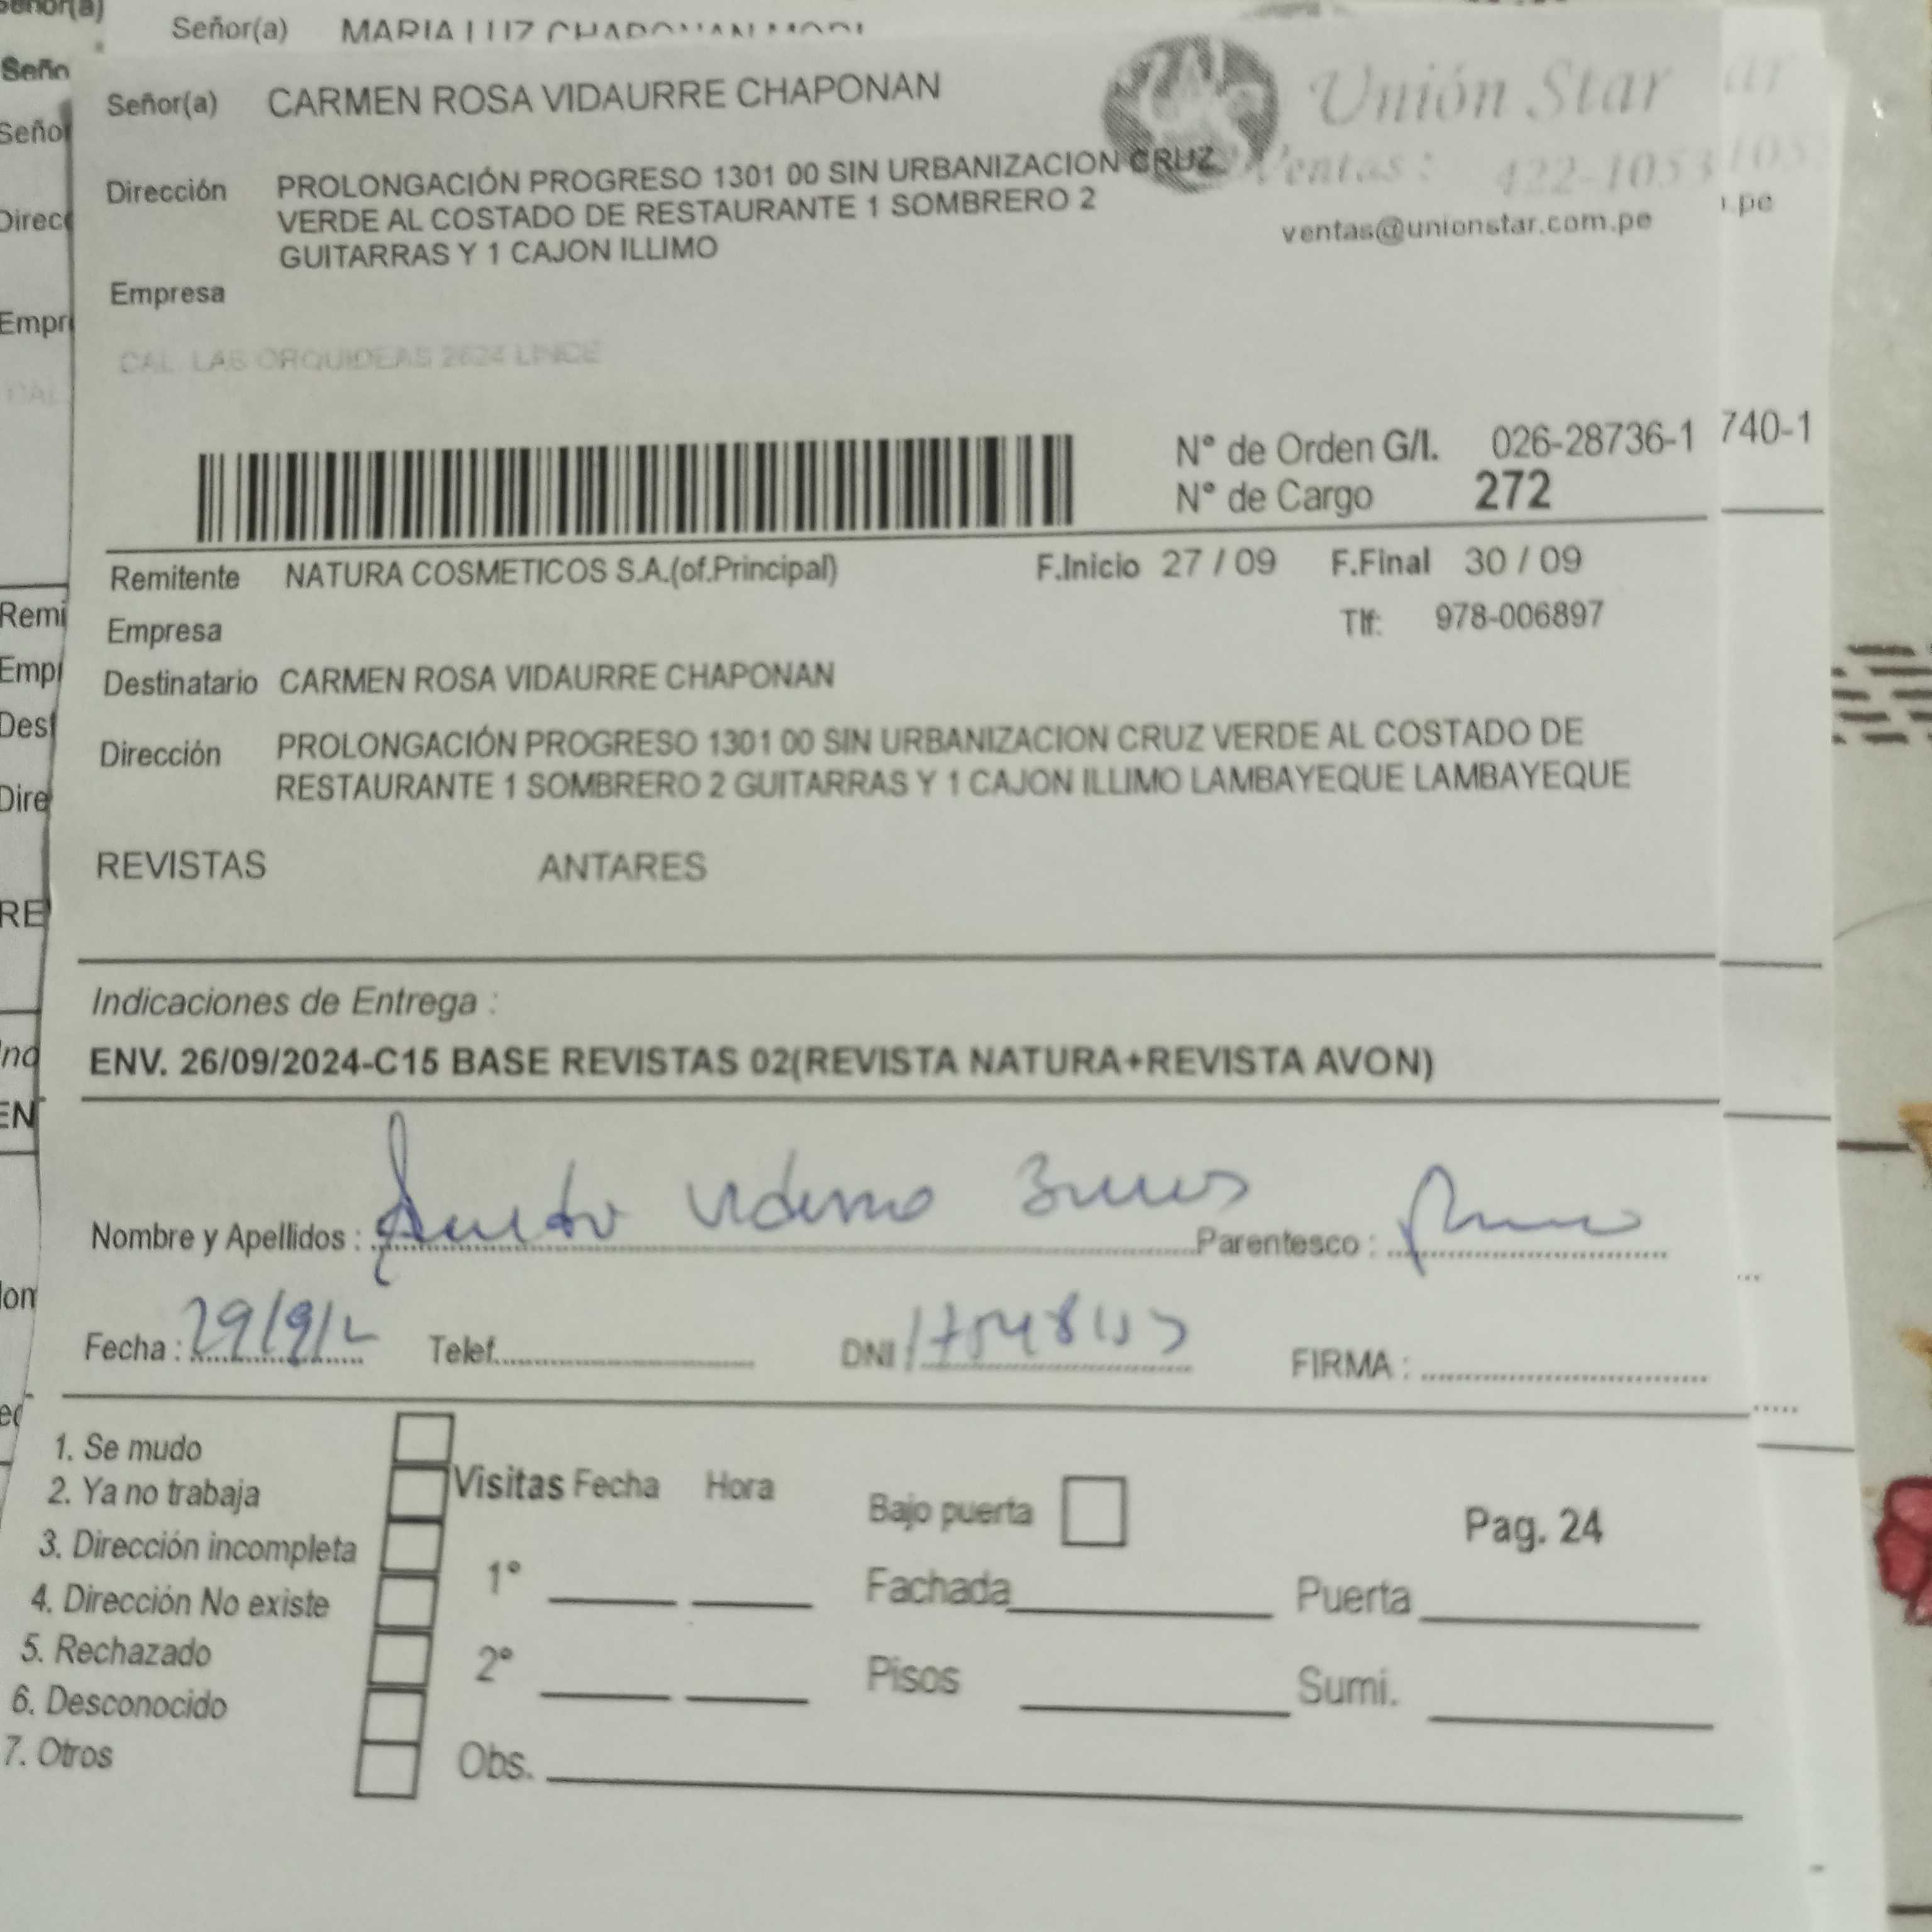 Señor(a)
Señor(a) MARIA LUZ CHAPOÑAN
Señor(a) CARMEN ROSA VIDAURRE CHAPONAN
Unión Star
Ventas: 422-1053
ventas@unionstar.com.pe
Dirección PROLONGACIÓN PROGRESO 1301 00 SIN URBANIZACION CRUZ
VERDE AL COSTADO DE RESTAURANTE 1 SOMBRERO 2
GUITARRAS Y 1 CAJON ILLIMO
Empresa
CAL. LAS ORQUIDEAS 2624 LINCE
N° de Orden G/I. 026-28736-1 740-1
N° de Cargo 272
Remitente NATURA COSMETICOS S.A.(of.Principal) F.Inicio 27 / 09 F.Final 30 / 09
Empresa Tlf: 978-006897
Destinatario CARMEN ROSA VIDAURRE CHAPONAN
Dirección PROLONGACIÓN PROGRESO 1301 00 SIN URBANIZACION CRUZ VERDE AL COSTADO DE
RESTAURANTE 1 SOMBRERO 2 GUITARRAS Y 1 CAJON ILLIMO LAMBAYEQUE LAMBAYEQUE
REVISTAS ANTARES
Indicaciones de Entrega :
ENV. 26/09/2024-C15 BASE REVISTAS 02(REVISTA NATURA+REVISTA AVON)
Nombre y Apellidos : Parentesco :
Fecha : 29/9/ Telef. DNI FIRMA :
1. Se mudo
2. Ya no trabaja
3. Dirección incompleta
4. Dirección No existe
5. Rechazado
6. Desconocido
7. Otros
Visitas Fecha Hora
1°
2°
Obs.
Bajo puerta
Pag. 24
Fachada Puerta
Pisos Sumi.